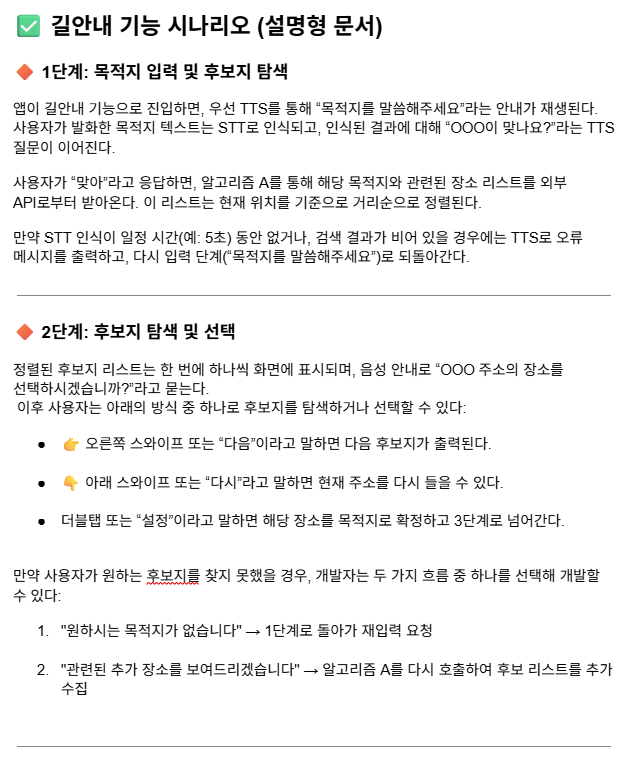 ✅ 길안내 기능 시나리오 (설명형 문서)
🔶 1단계: 목적지 입력 및 후보지 탐색
앱이 길안내 기능으로 진입하면, 우선 TTS를 통해 “목적지를 말씀해주세요”라는 안내가 재생된다.
사용자가 발화한 목적지 텍스트는 STT로 인식되고, 인식된 결과에 대해 “OOO이 맞나요?”라는 TTS
질문이 이어진다.
사용자가 “맞아”라고 응답하면, 알고리즘 A를 통해 해당 목적지와 관련된 장소 리스트를 외부
API로부터 받아온다. 이 리스트는 현재 위치를 기준으로 거리순으로 정렬된다.
만약 STT 인식이 일정 시간(예: 5초) 동안 없거나, 검색 결과가 비어 있을 경우에는 TTS로 오류
메시지를 출력하고, 다시 입력 단계(“목적지를 말씀해주세요”)로 되돌아간다.
🔶 2단계: 후보지 탐색 및 선택
정렬된 후보지 리스트는 한 번에 하나씩 화면에 표시되며, 음성 안내로 “OOO 주소의 장소를
선택하시겠습니까?”라고 묻는다.
이후 사용자는 아래의 방식 중 하나로 후보지를 탐색하거나 선택할 수 있다:
● 👉 오른쪽 스와이프 또는 “다음”이라고 말하면 다음 후보지가 출력된다.
● 👇 아래 스와이프 또는 “다시”라고 말하면 현재 주소를 다시 들을 수 있다.
● 더블탭 또는 “설정”이라고 말하면 해당 장소를 목적지로 확정하고 3단계로 넘어간다.
만약 사용자가 원하는 후보지를 찾지 못했을 경우, 개발자는 두 가지 흐름 중 하나를 선택해 개발할
수 있다:
1. "원하시는 목적지가 없습니다" → 1단계로 돌아가 재입력 요청
2. "관련된 추가 장소를 보여드리겠습니다" → 알고리즘 A를 다시 호출하여 후보 리스트를 추가
수집